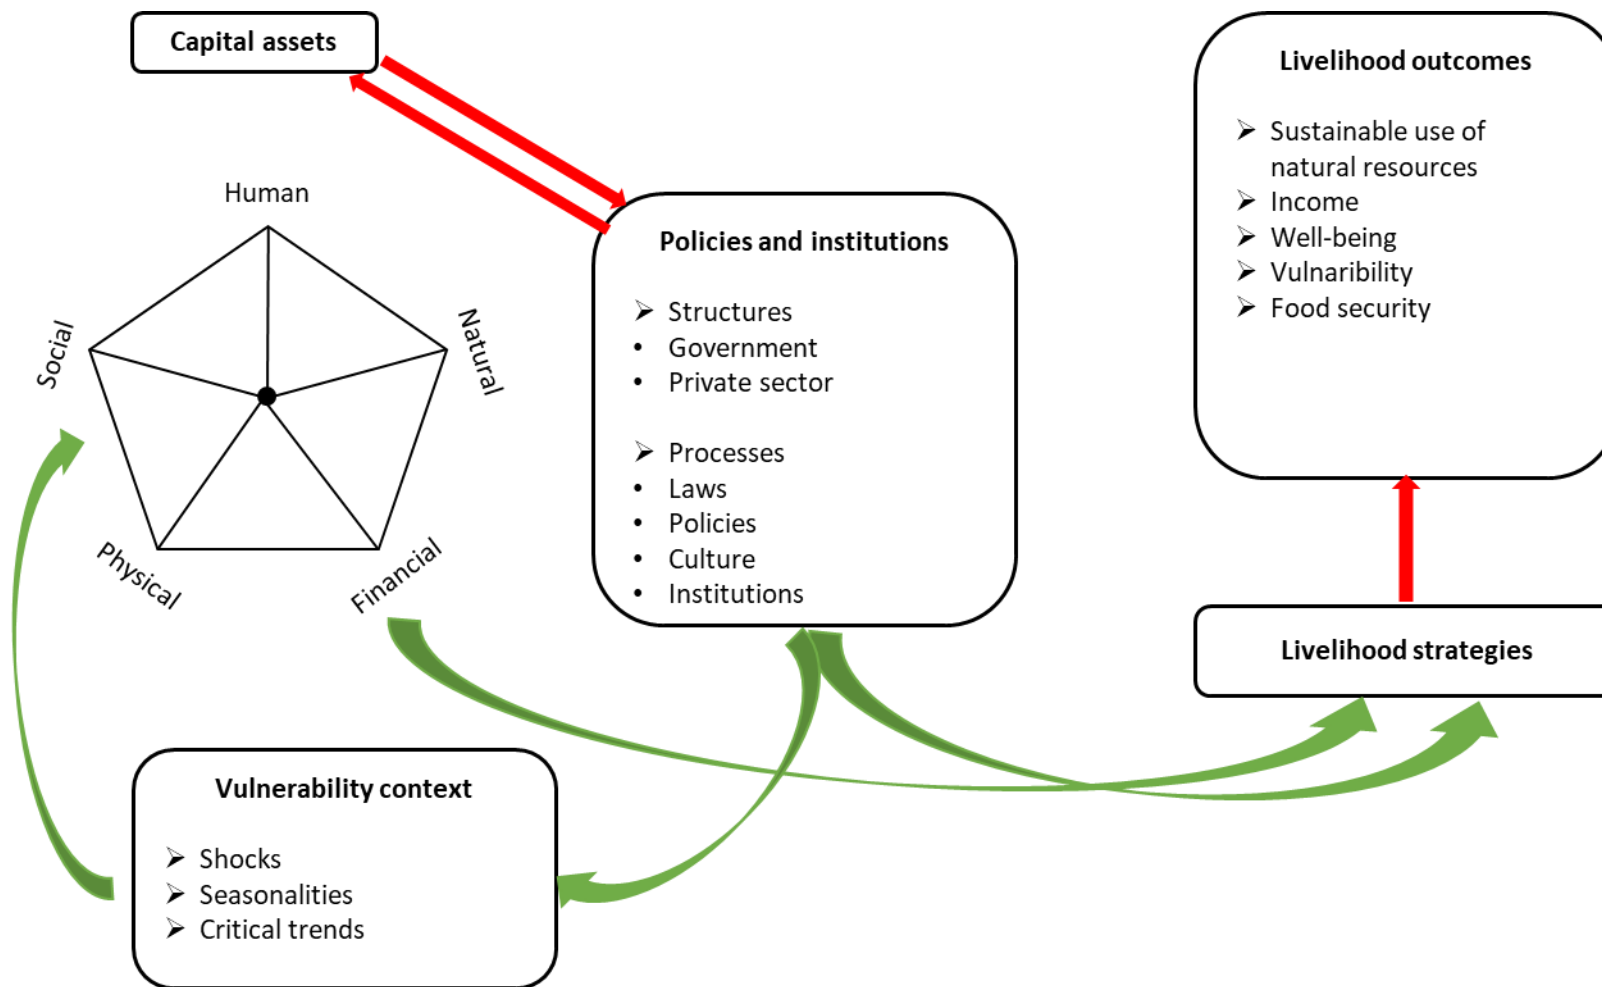 Capital assets
Human
Social
Natural
Physical
Financial
Policies and institutions
➢ Structures
• Government
• Private sector
➢ Processes
• Laws
• Policies
• Culture
• Institutions
Livelihood outcomes
➢ Sustainable use of
natural resources
➢ Income
➢ Well-being
➢ Vulnaribility
➢ Food security
Livelihood strategies
Vulnerability context
➢ Shocks
➢ Seasonalities
➢ Critical trends